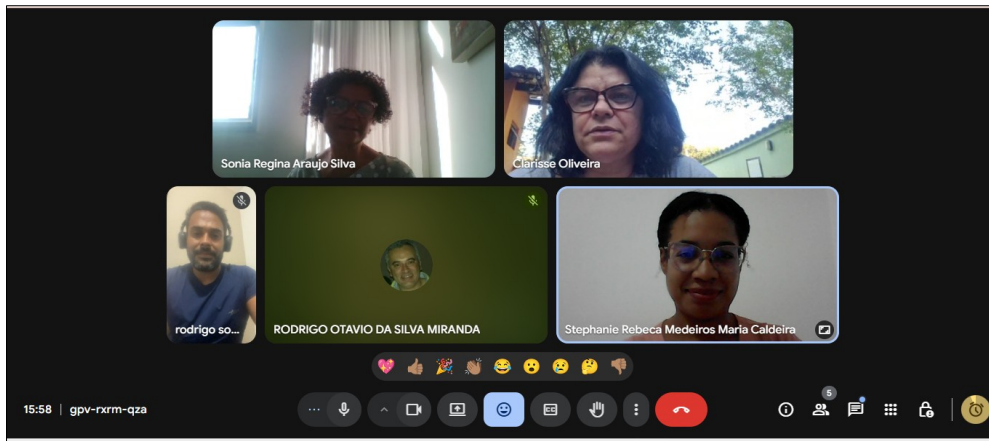 Sonia Regina Araujo Silva
Clarisse Oliveira
rodrigo so...
RODRIGO OTAVIO DA SILVA MIRANDA
Stephanie Rebeca Medeiros Maria Caldeira
15:58 | gpv-rxrm-qza
CC
5